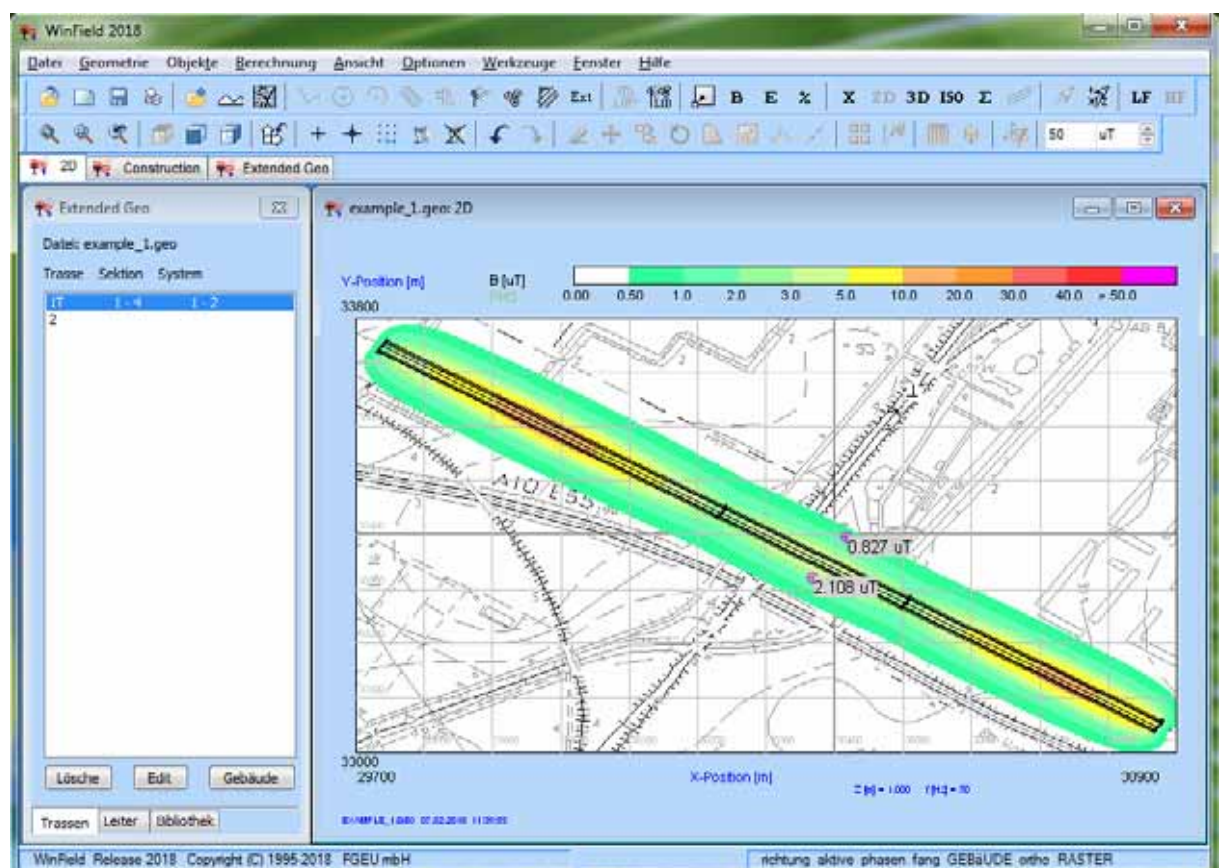 WinField 2018
Datei Geometrie Objekte Berechnung Ansicht Optionen Werkzeuge Fenster Hilfe
Ext B E X 2D 3D ISO Σ LF HF
50 uT
2D Construction Extended Geo
Extended Geo
Datei: example_1.geo
Trasse Sektion System
1T 1 - 4 1 - 2
2
Lösche Edit Gebäude
Trassen Leiter Bibliothek
example_1.geo: 2D
Y-Position [m]
B [uT]
0.00 0.50 1.0 2.0 3.0 5.0 10.0 20.0 30.0 40.0 > 50.0
33800
A10 E55
0.827 uT
2.108 uT
29700
X-Position [m]
30900
WinField Release 2018 Copyright (C) 1995-2018 FGEU mbH
richtung aktive phasen fang GEBäUDE ortho RASTER